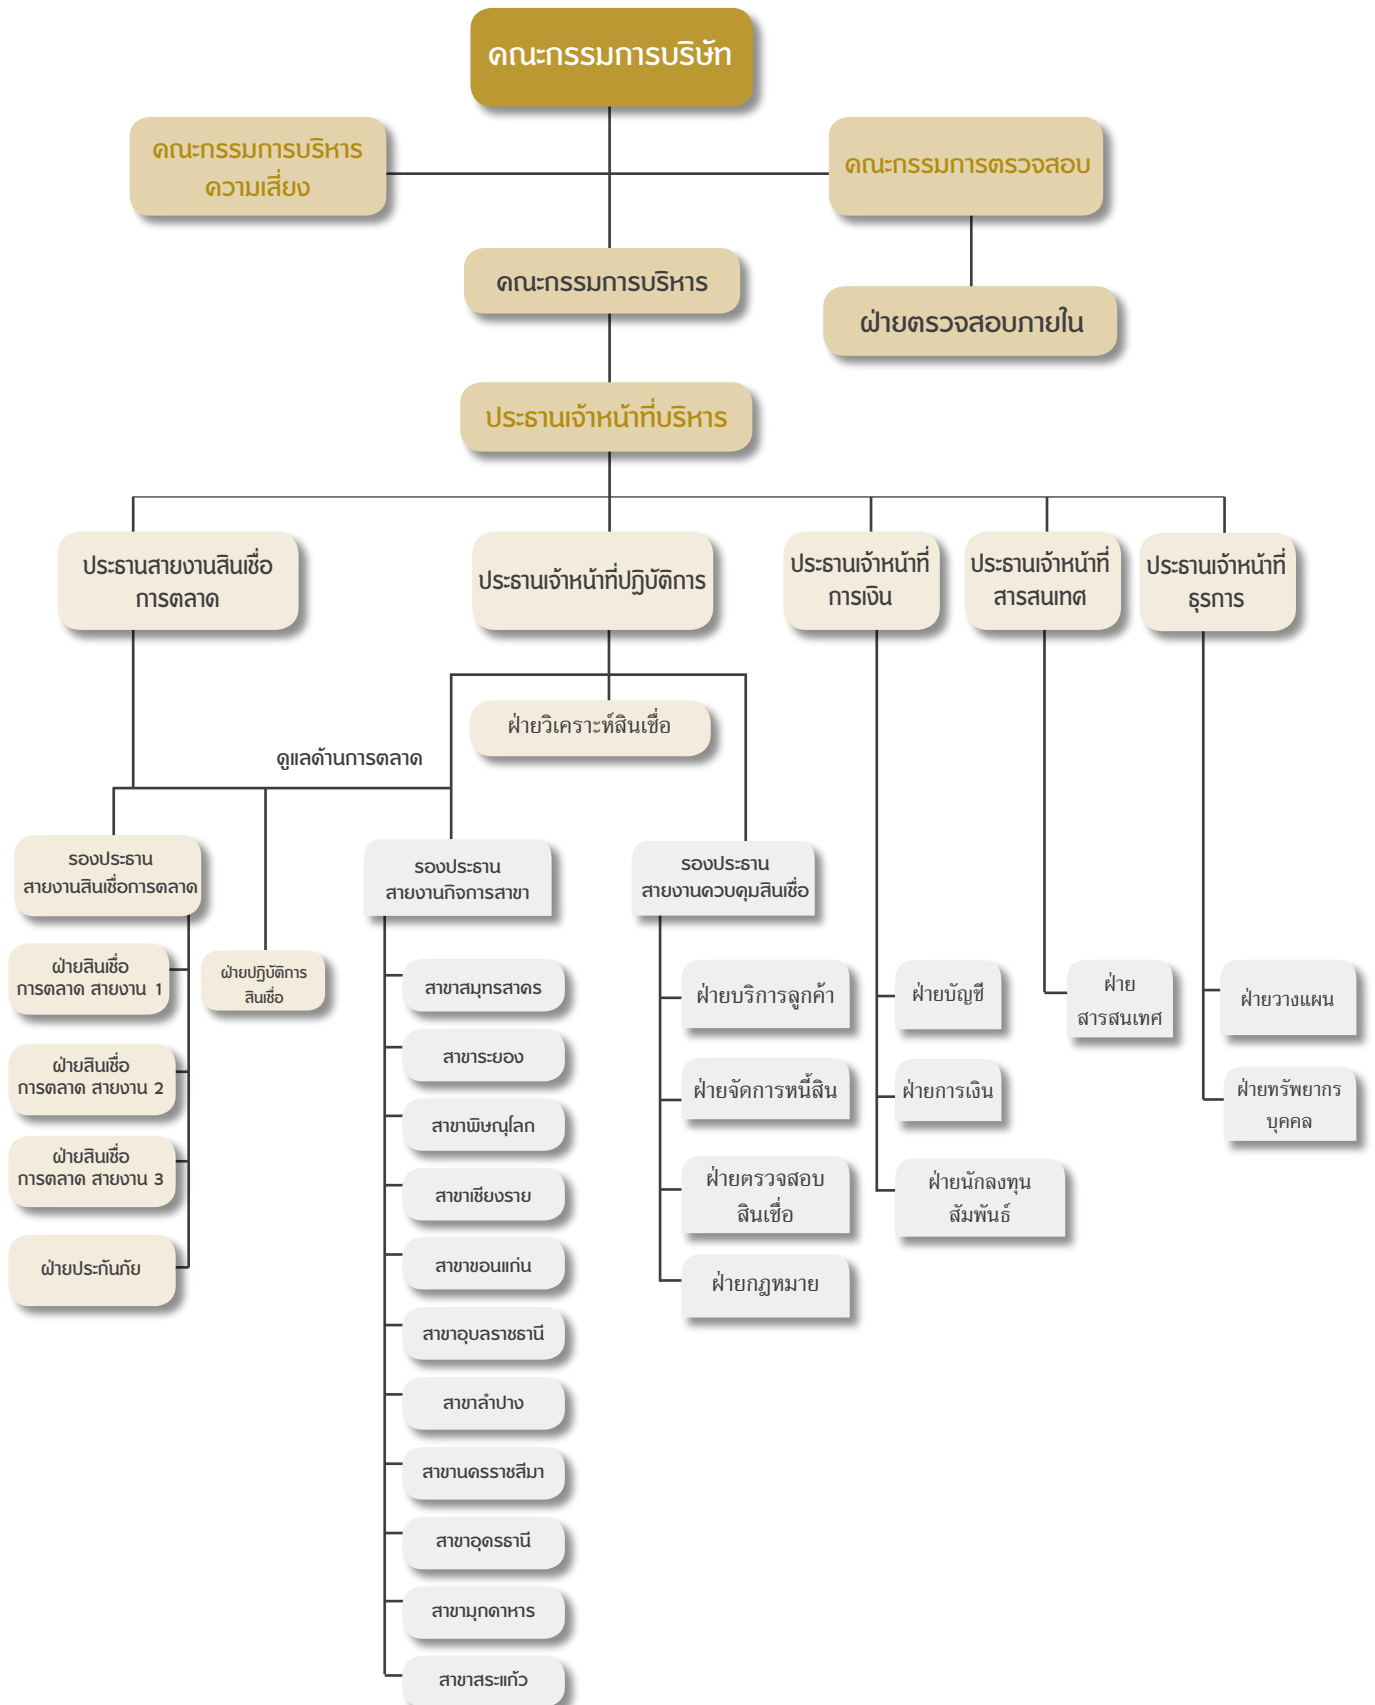 คณะกรรมการบริษัท
คณะกรรมการบริหาร
ความเสี่ยง
คณะกรรมการตรวจสอบ
คณะกรรมการบริหาร
ฝ่ายตรวจสอบภายใน
ประธานเจ้าหน้าที่บริหาร
ประธานสายงานสินเชื่อ
การตลาด
ประธานเจ้าหน้าที่ปฏิบัติการ
ประธานเจ้าหน้าที่
การเงิน
ประธานเจ้าหน้าที่
สารสนเทศ
ประธานเจ้าหน้าที่
ธุรการ
ฝ่ายวิเคราะห์สินเชื่อ
ดูแลด้านการตลาด
รองประธาน
สายงานสินเชื่อการตลาด
ฝ่ายสินเชื่อ
การตลาด สายงาน 1
ฝ่ายสินเชื่อ
การตลาด สายงาน 2
ฝ่ายสินเชื่อ
การตลาด สายงาน 3
ฝ่ายประกันภัย
ฝ่ายปฏิบัติการ
สินเชื่อ
รองประธาน
สายงานกิจการสาขา
สาขาสมุทรสาคร
สาขาระยอง
สาขาพิษณุโลก
สาขาเชียงราย
สาขาขอนแก่น
สาขาอุบลราชธานี
สาขาลำปาง
สาขานครราชสีมา
สาขาอุดรธานี
สาขามุกดาหาร
สาขาสระแก้ว
รองประธาน
สายงานควบคุมสินเชื่อ
ฝ่ายบริการลูกค้า
ฝ่ายจัดการหนี้สิน
ฝ่ายตรวจสอบ
สินเชื่อ
ฝ่ายกฎหมาย
ฝ่ายบัญชี
ฝ่ายการเงิน
ฝ่ายนักลงทุน
สัมพันธ์
ฝ่าย
สารสนเทศ
ฝ่ายวางแผน
ฝ่ายทรัพยากร
บุคคล